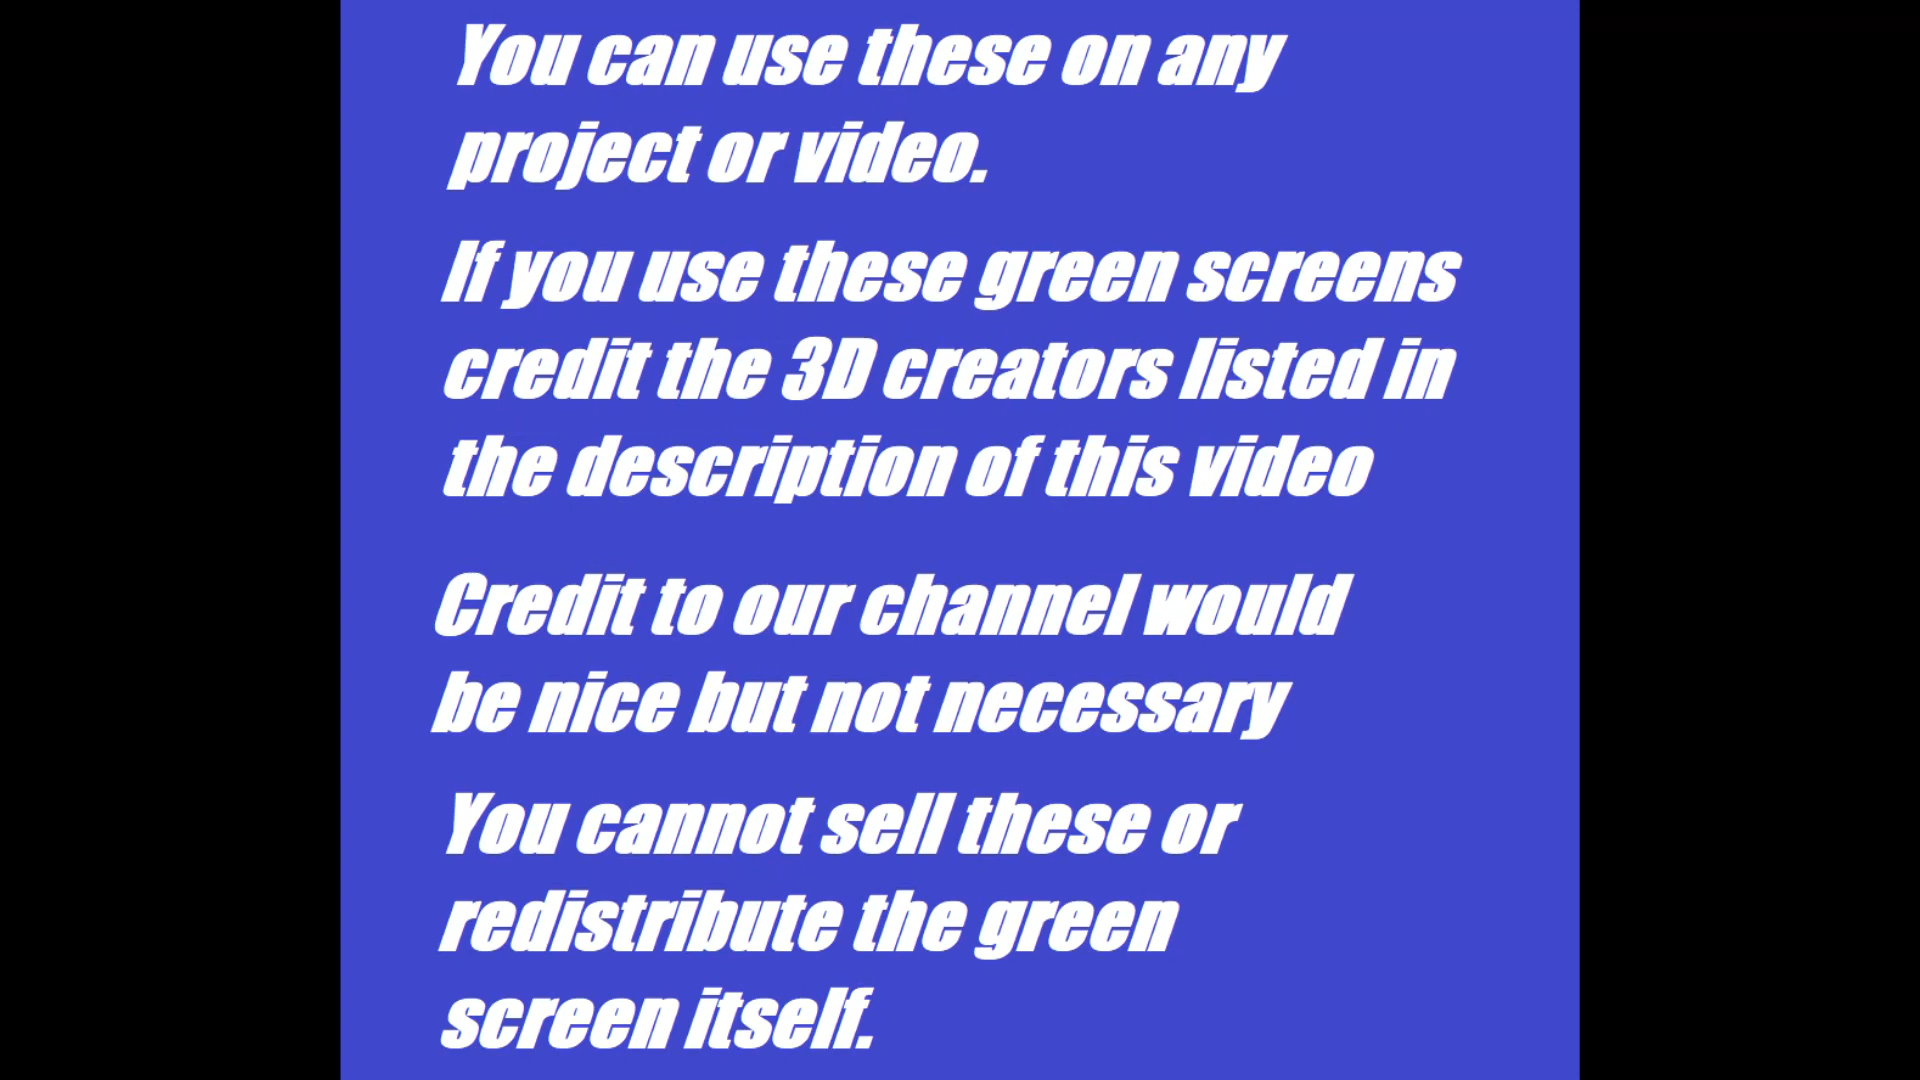 You can use these on any
project or video.
If you use these green screens
credit the 3D creators listed in
the description of this video
Credit to our channel would
be nice but not necessary
You cannot sell these or
redistribute the green
screen itself.